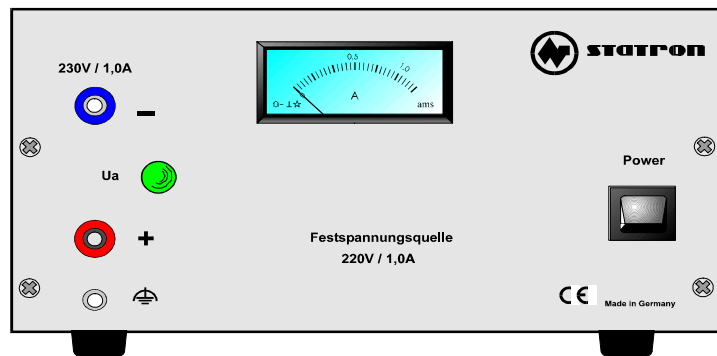 statron
230V / 1,0A
0
0,5
1,0
A
ams
Ua
Power
Festspannungsquelle
220V / 1,0A
CE
Made in Germany